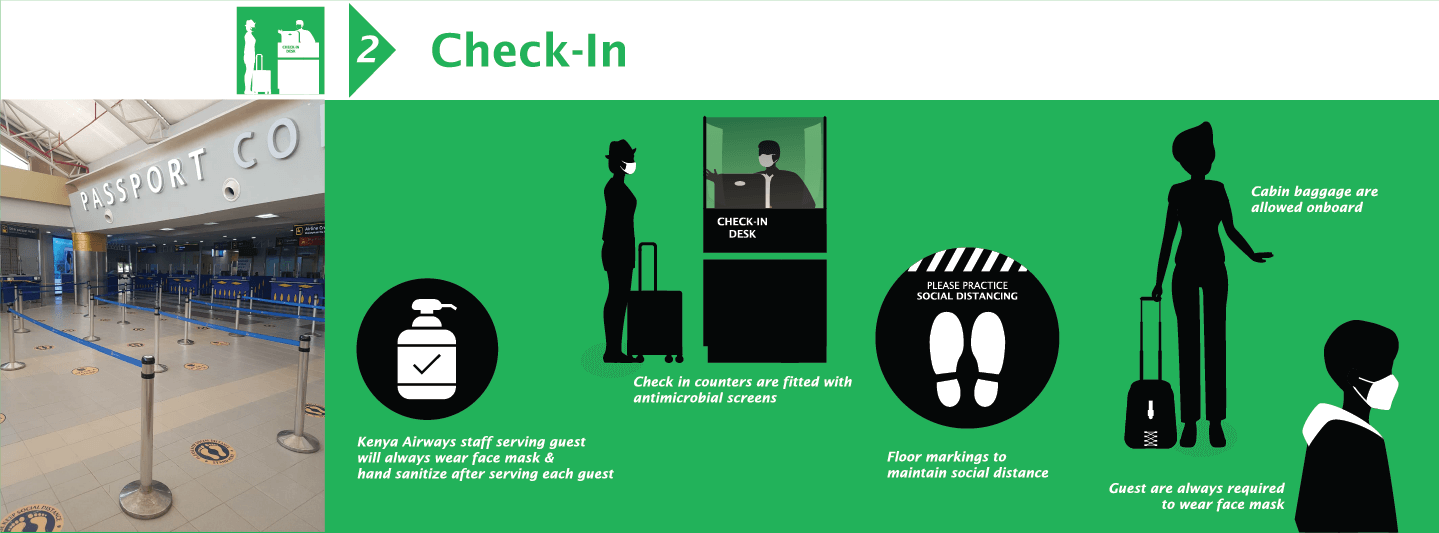 CHECK-IN
DESK
2
Check-In
PASSPORT CO
CHECK-IN
DESK
Cabin baggage are
allowed onboard
PLEASE PRACTICE
SOCIAL DISTANCING
Check in counters are fitted with
antimicrobial screens
Kenya Airways staff serving guest
will always wear face mask &
hand sanitize after serving each guest
Floor markings to
maintain social distance
Guest are always required
to wear face mask